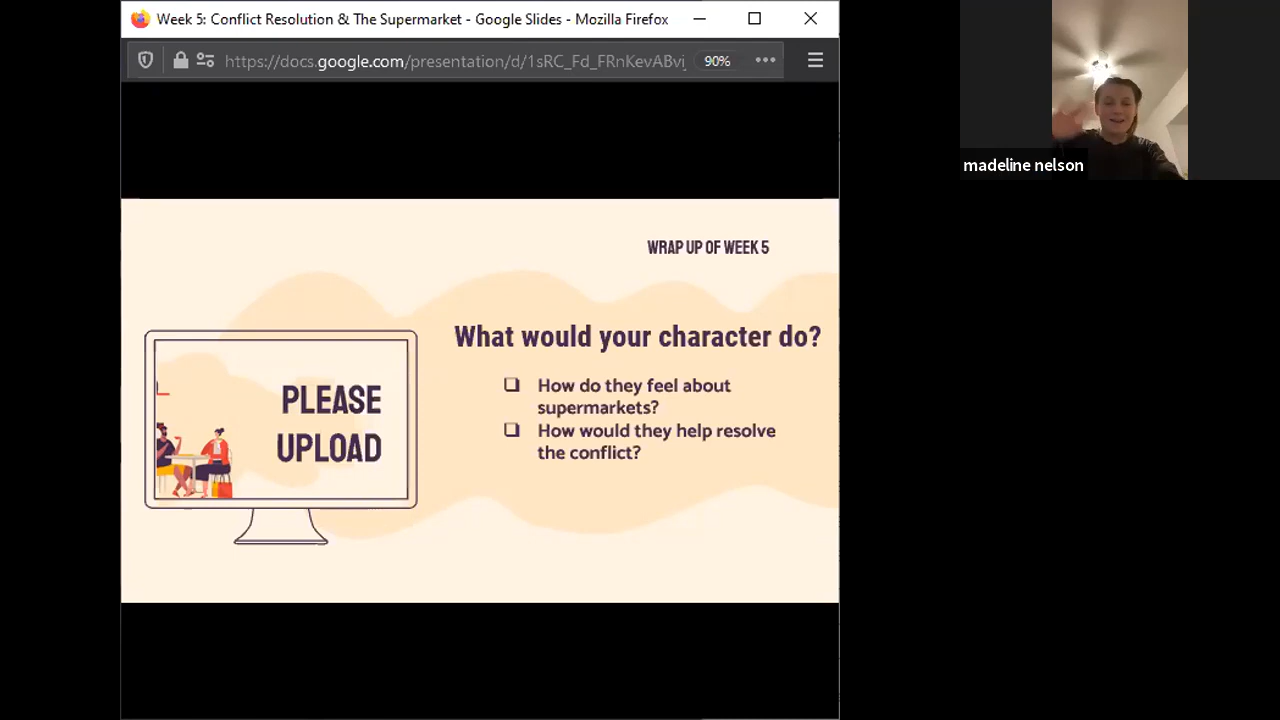 Week 5: Conflict Resolution & The Supermarket - Google Slides - Mozilla Firefox
https://docs.google.com/presentation/d/1sRC_Fd_FRnKevABvi
90%
madeline nelson
WRAP UP OF WEEK 5
What would your character do?
How do they feel about
supermarkets?
How would they help resolve
the conflict?
PLEASE
UPLOAD